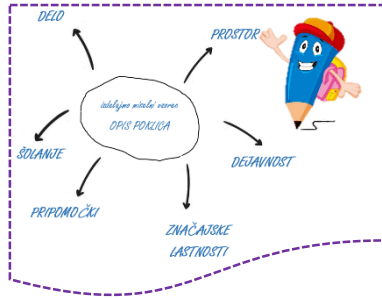 DELO
PROSTOR
izdelajmo miselni vzorec
OPIS POKLICA
ŠOLANJE
DEJAVNOST
PRIPOMOČKI
ZNAČAJSKE
LASTNOSTI